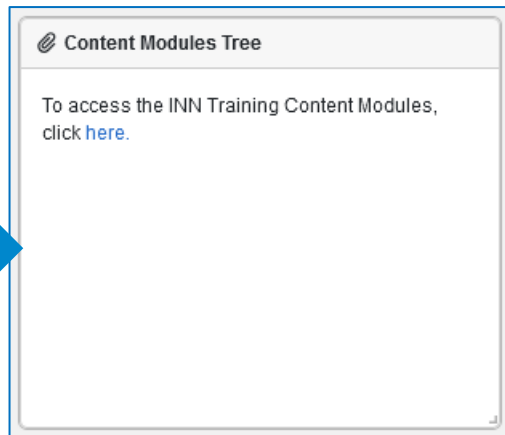 Content Modules Tree
To access the INN Training Content Modules,
click here.